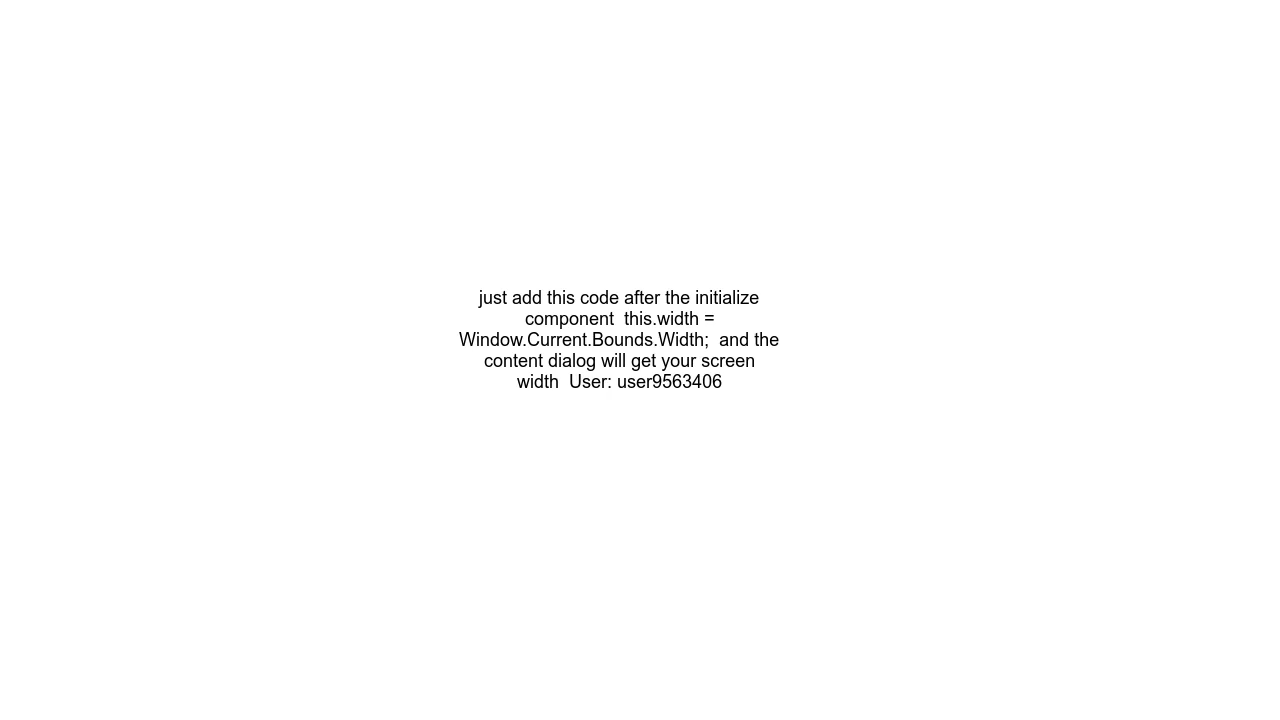 just add this code after the initialize
component  this.width =
Window.Current.Bounds.Width;  and the
content dialog will get your screen
width  User: user9563406